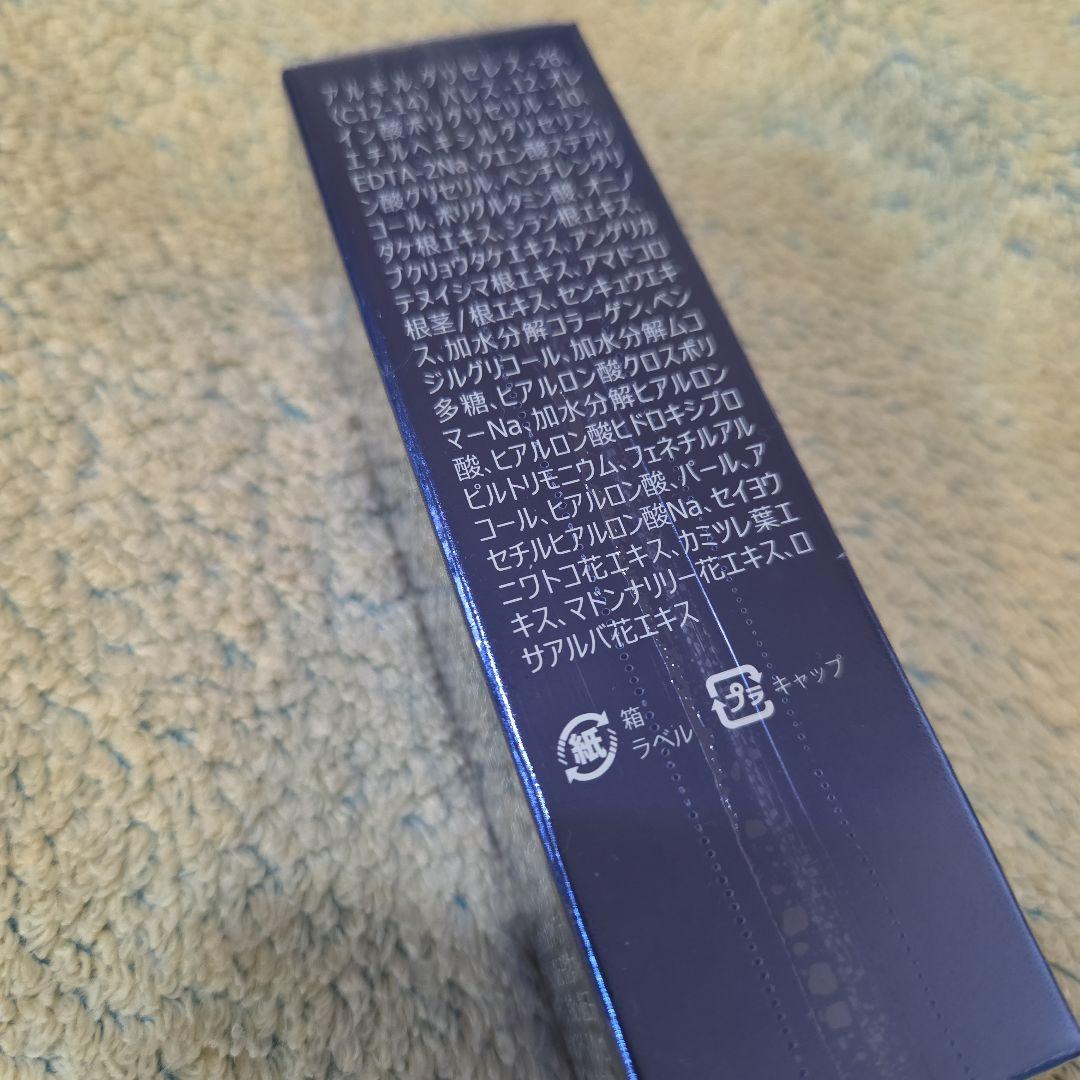 アルキル、グリセレス-26、
(C12-14) パレス-12、オレ
イン酸ポリグリセリル-10、
エチルヘキシルグリセリン、
EDTA-2Na、クエン酸ステアリ
ン酸グリセリル、ペンチレングリ
コール、ポリグルタミン酸、オニノ
ダケ根エキス、シラン根エキス、
ブクリョウタケエキス、アンゲリカ
テヌイシマ根エキス、アマドコロ
根茎/根エキス、センキュウエキ
ス、加水分解コラーゲン、ベン
ジルグリコール、加水分解ムコ
多糖、ヒアルロン酸クロスポリ
マーNa、加水分解ヒアルロン
酸、ヒアルロン酸ヒドロキシプロ
ピルトリモニウム、フェネチルアル
コール、ヒアルロン酸、パール、ア
セチルヒアルロン酸Na、セイヨウ
ニワトコ花エキス、カミツレ葉エ
キス、マドンナリリー花エキス、ロ
サアルバ花エキス
紙 箱
ラベル
プラ キャップ